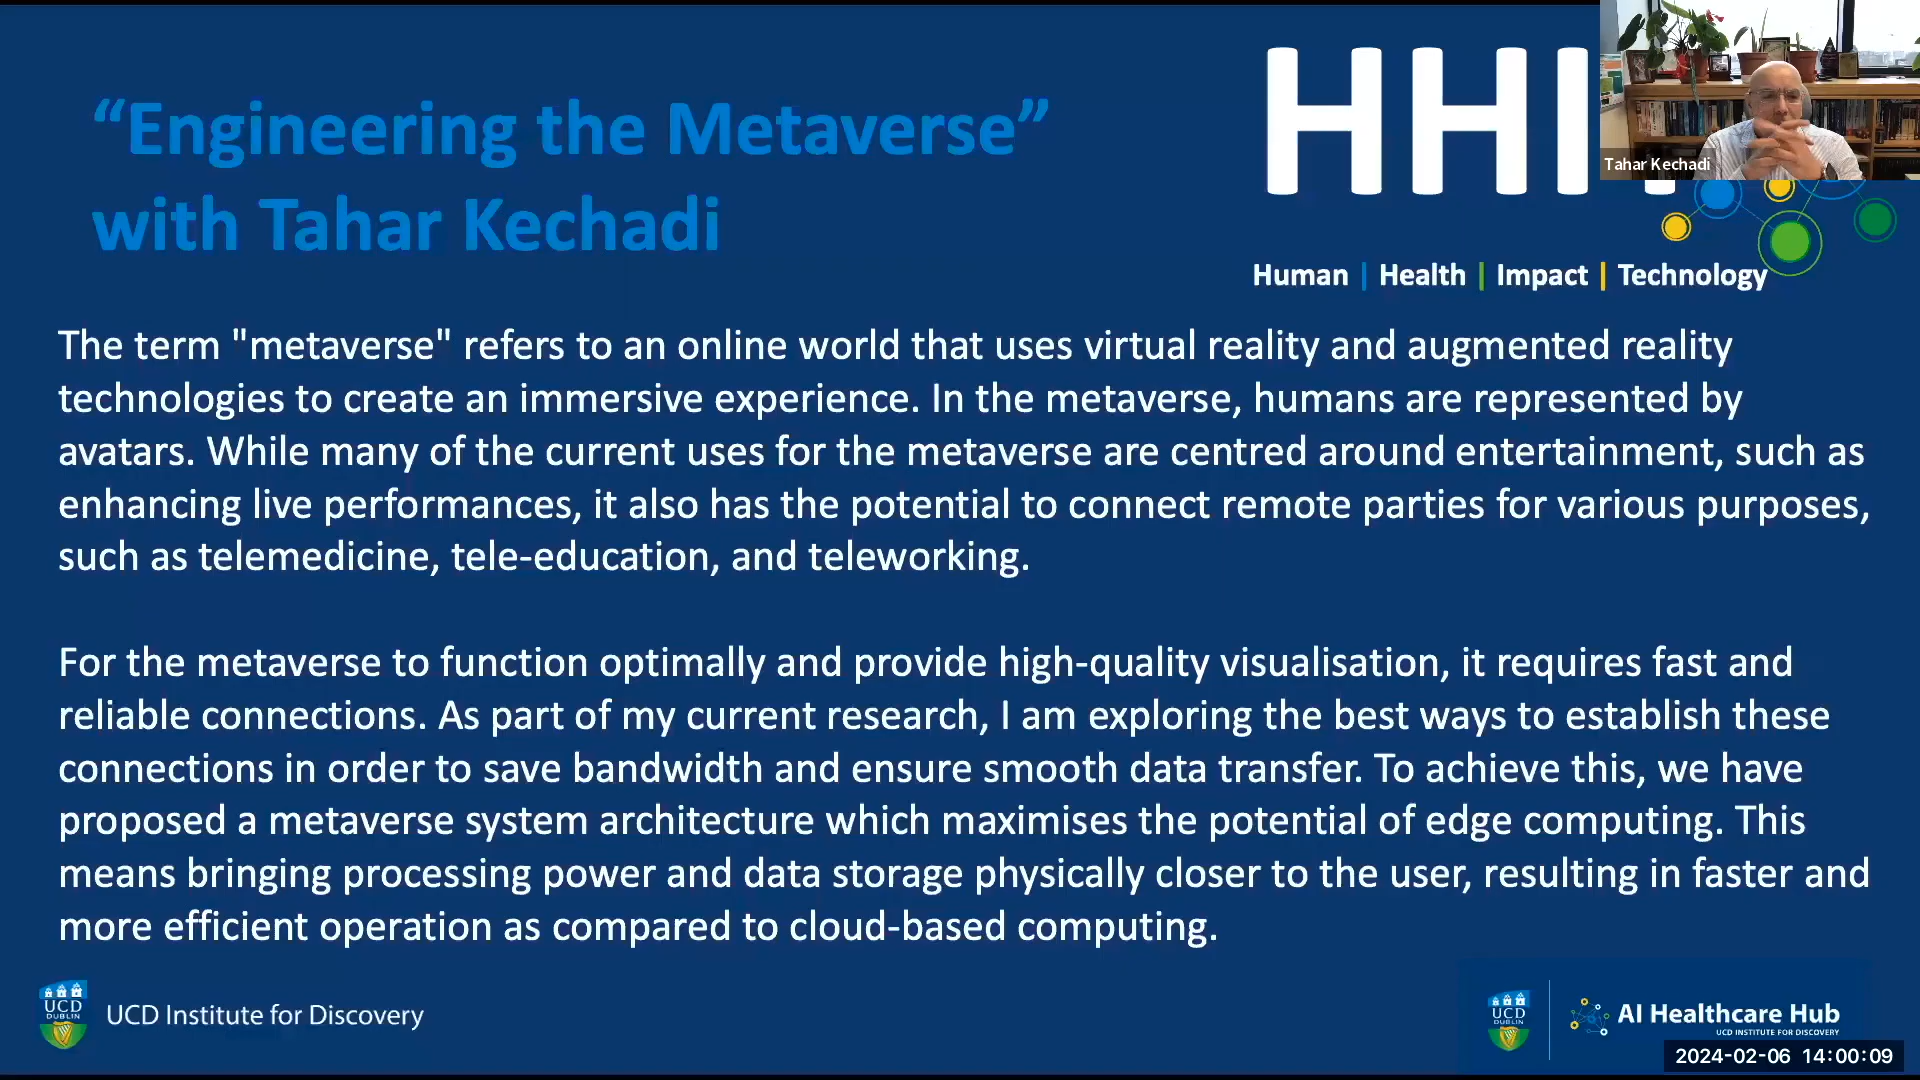 “Engineering the Metaverse”
with Tahar Kechadi
HHI
Tahar Kechadi
Human | Health | Impact | Technology
The term "metaverse" refers to an online world that uses virtual reality and augmented reality
technologies to create an immersive experience. In the metaverse, humans are represented by
avatars. While many of the current uses for the metaverse are centred around entertainment, such as
enhancing live performances, it also has the potential to connect remote parties for various purposes,
such as telemedicine, tele-education, and teleworking.
For the metaverse to function optimally and provide high-quality visualisation, it requires fast and
reliable connections. As part of my current research, I am exploring the best ways to establish these
connections in order to save bandwidth and ensure smooth data transfer. To achieve this, we have
proposed a metaverse system architecture which maximises the potential of edge computing. This
means bringing processing power and data storage physically closer to the user, resulting in faster and
more efficient operation as compared to cloud-based computing.
UCD
DUBLIN
UCD Institute for Discovery
UCD
DUBLIN
AI Healthcare Hub
UCD INSTITUTE FOR DISCOVERY
2024-02-06 14:00:09